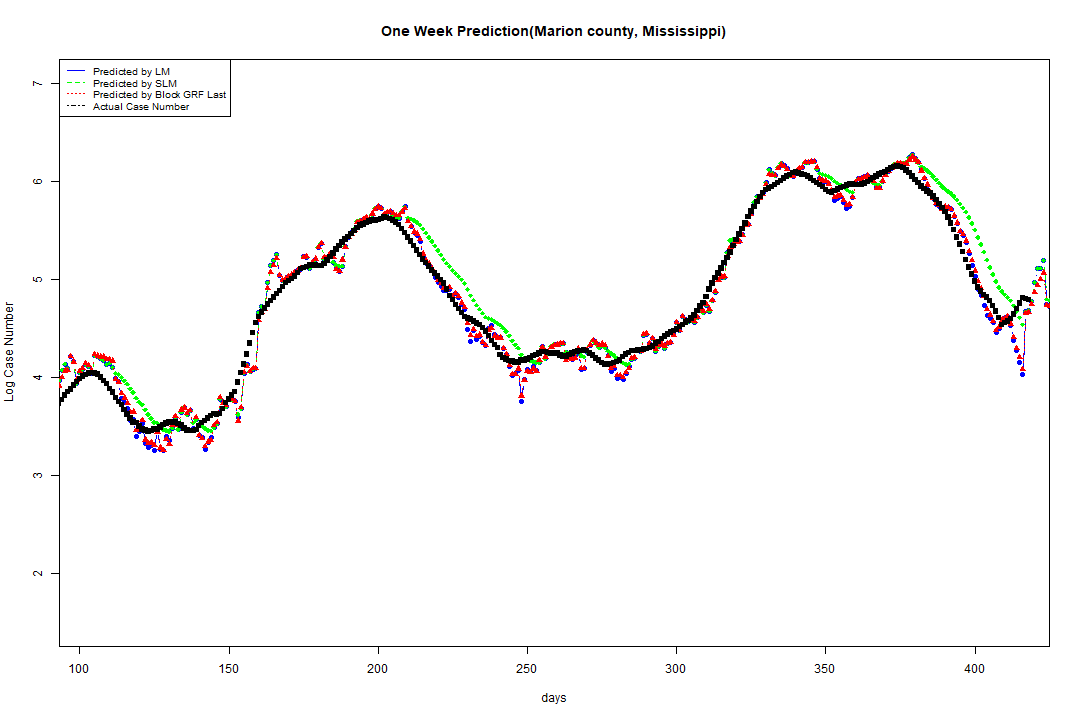 One Week Prediction(Marion county, Mississippi)
Predicted by LM
Predicted by SLM
Predicted by Block GRF Last
Actual Case Number
7
6
5
4
3
2
Log Case Number
100 150 200 250 300 350 400
days